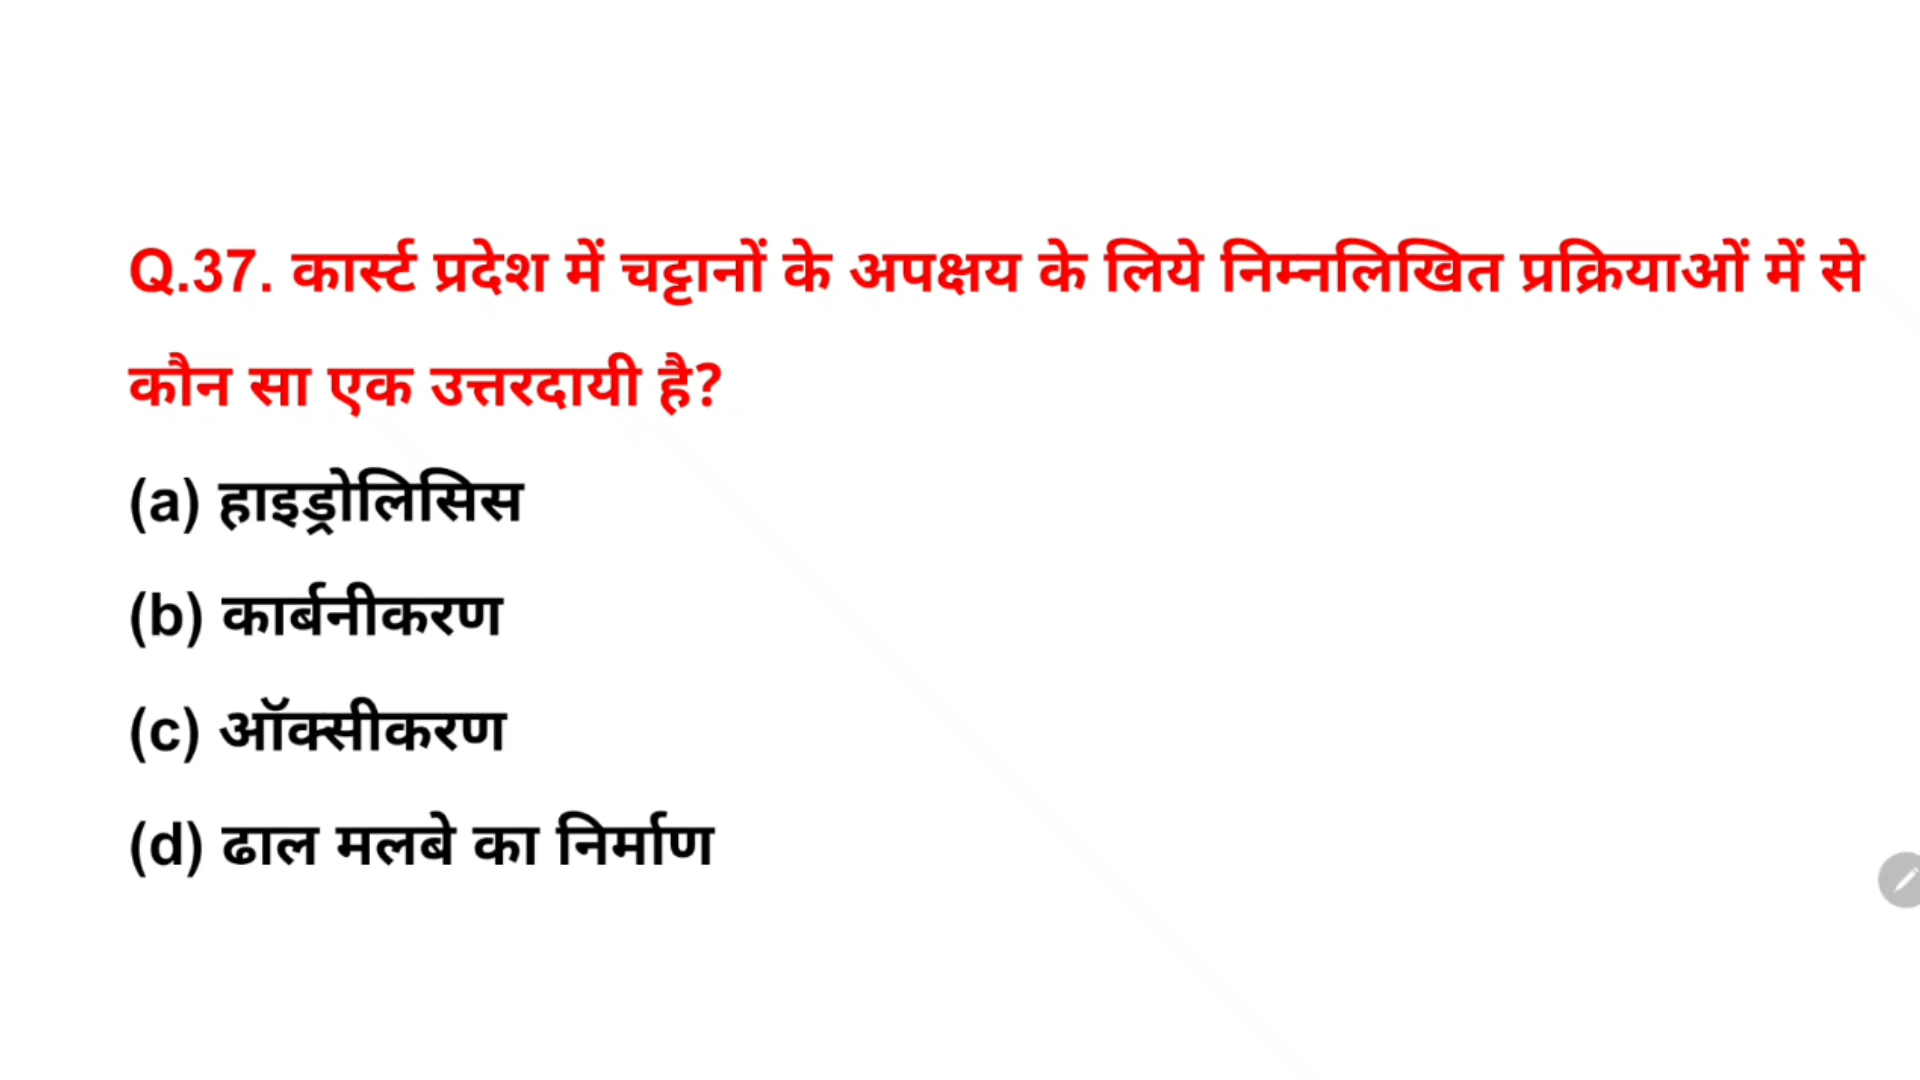 Q.37. कार्स्ट प्रदेश में चट्टानों के अपक्षय के लिये निम्नलिखित प्रक्रियाओं में से
कौन सा एक उत्तरदायी है?
(a) हाइड्रोलिसिस
(b) कार्बनीकरण
(c) ऑक्सीकरण
(d) ढाल मलबे का निर्माण